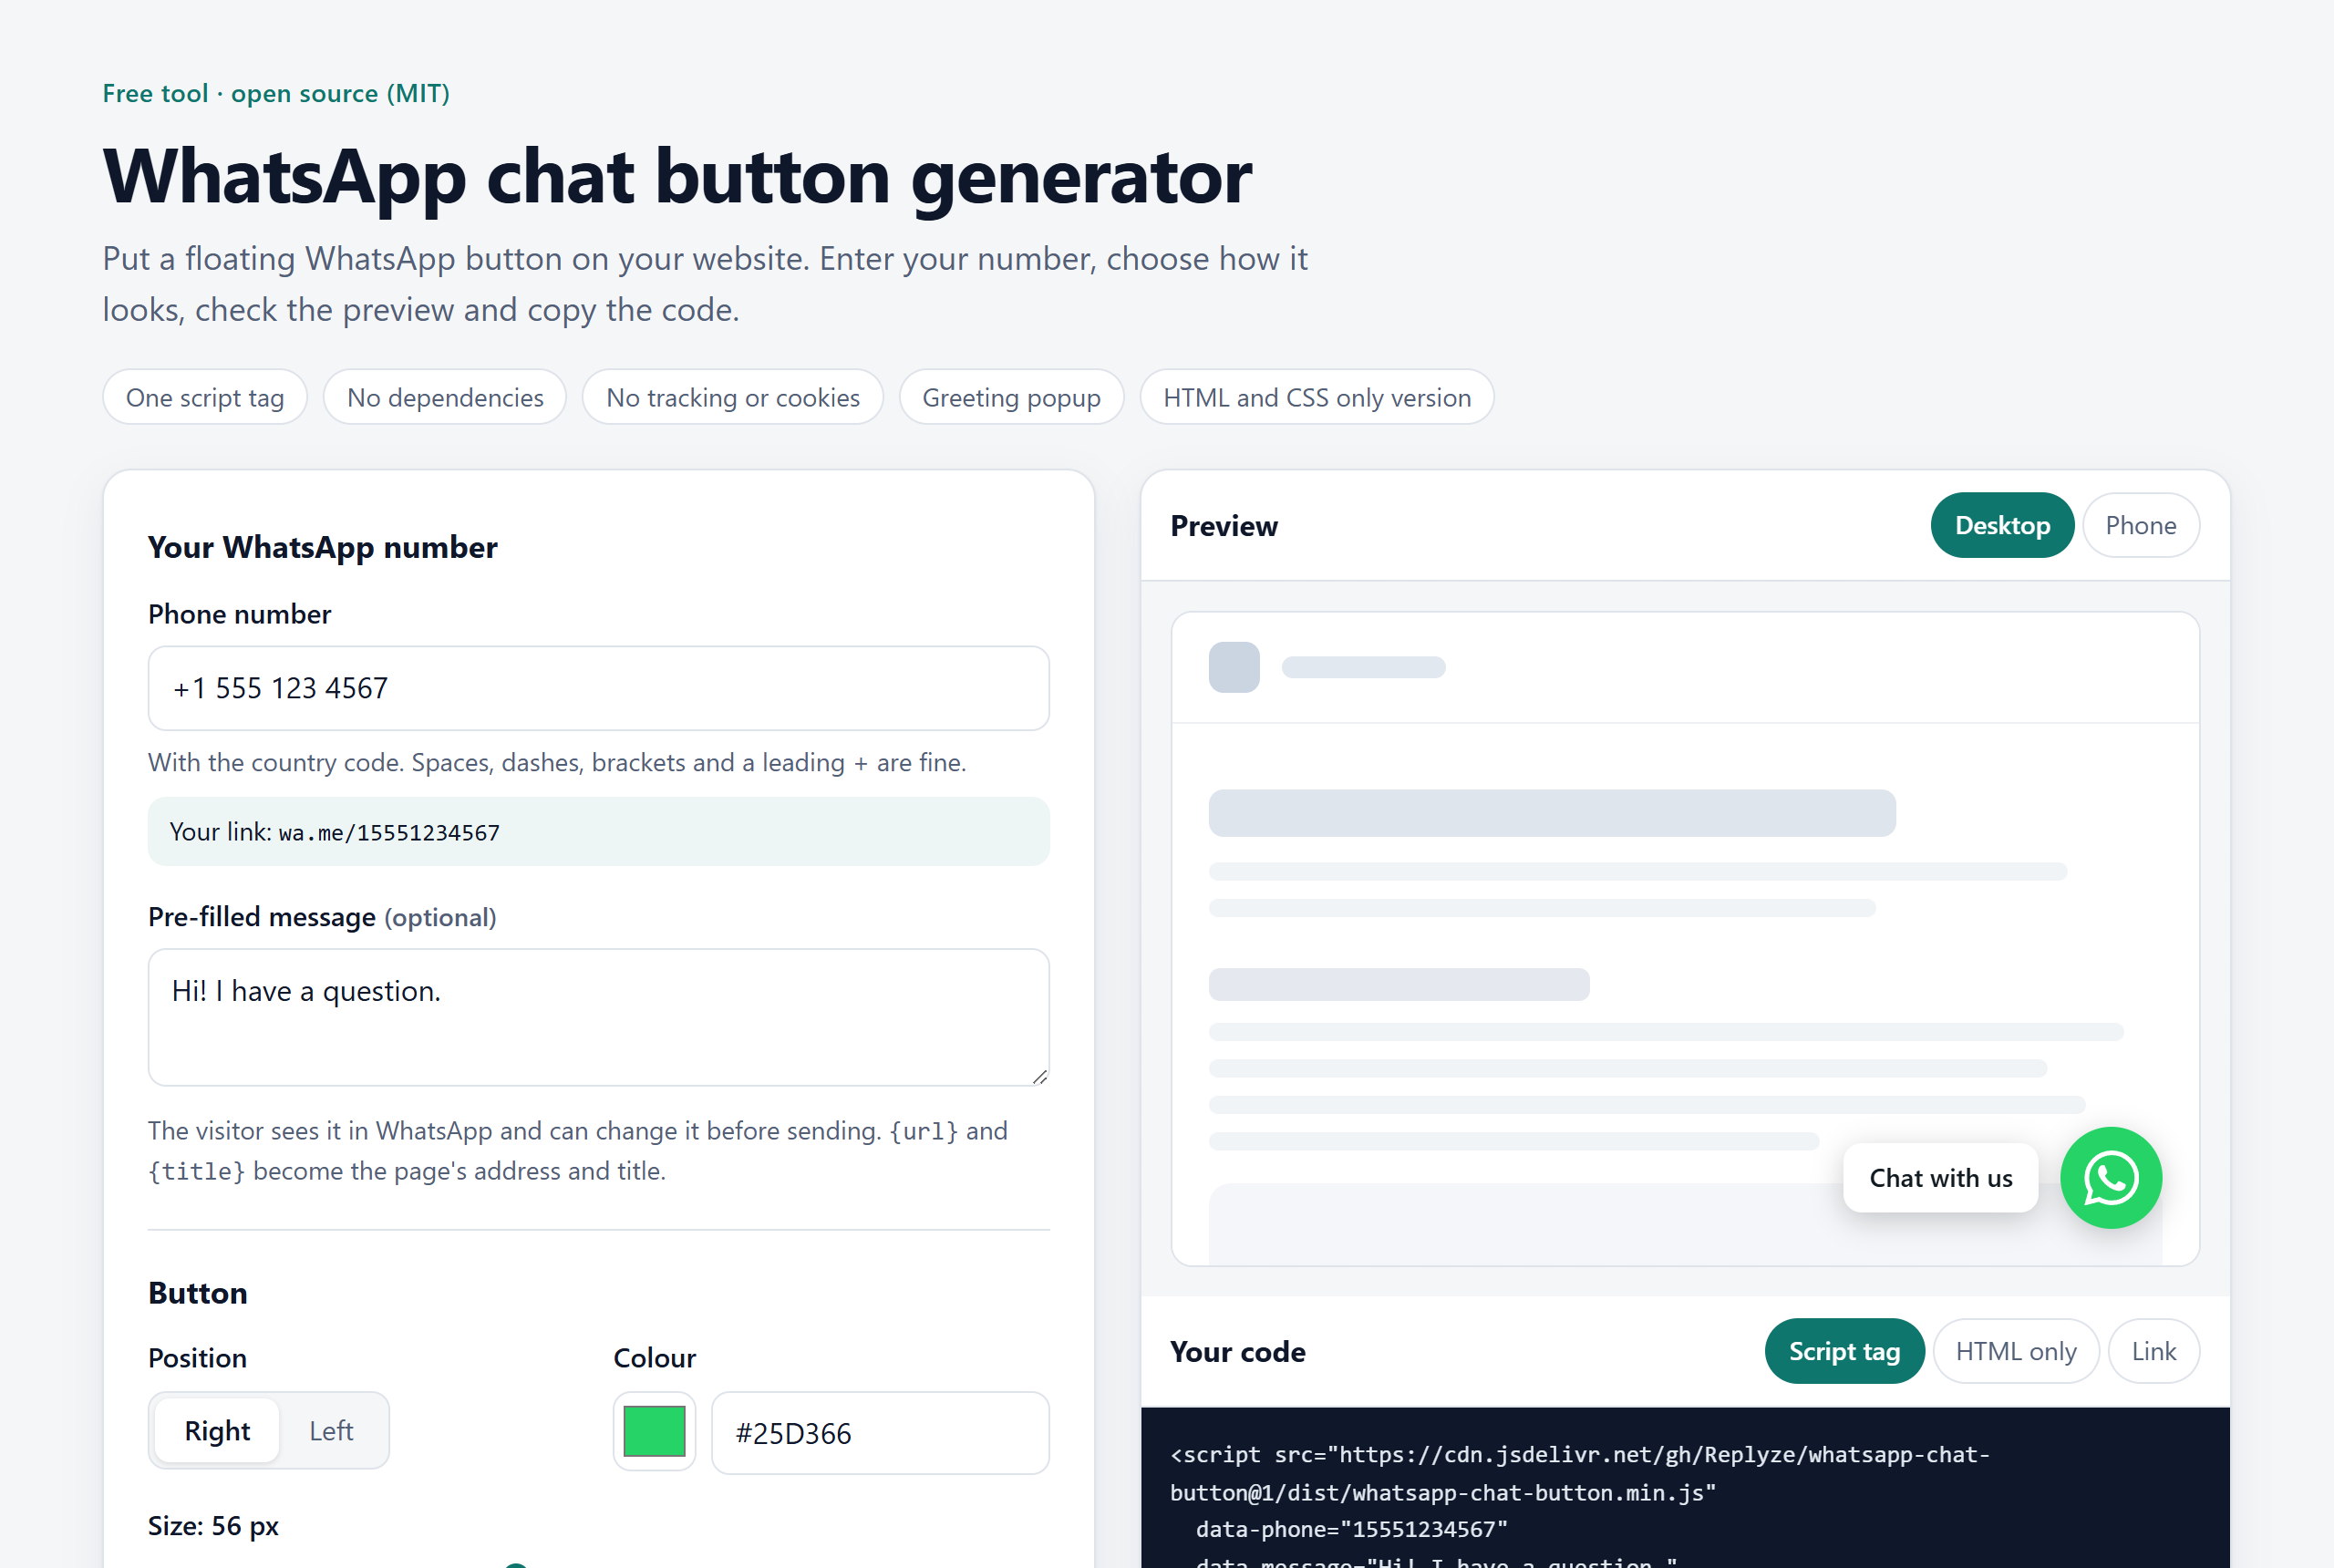 Free tool · open source (MIT)
WhatsApp chat button generator
Put a floating WhatsApp button on your website. Enter your number, choose how it
looks, check the preview and copy the code.
One script tag
No dependencies
No tracking or cookies
Greeting popup
HTML and CSS only version
Your WhatsApp number
Phone number
+1 555 123 4567
With the country code. Spaces, dashes, brackets and a leading + are fine.
Your link: wa.me/15551234567
Pre-filled message (optional)
Hi! I have a question.
The visitor sees it in WhatsApp and can change it before sending. {url} and
{title} become the page's address and title.
Button
Position
Right
Left
Colour
#25D366
Size: 56 px
Preview
Desktop
Phone
Chat with us
Your code
Script tag
HTML only
Link
<script src="https://cdn.jsdelivr.net/gh/Replyze/whatsapp-chat-
button@1/dist/whatsapp-chat-button.min.js"
data-phone="15551234567"
data-message="Hi! I have a question."